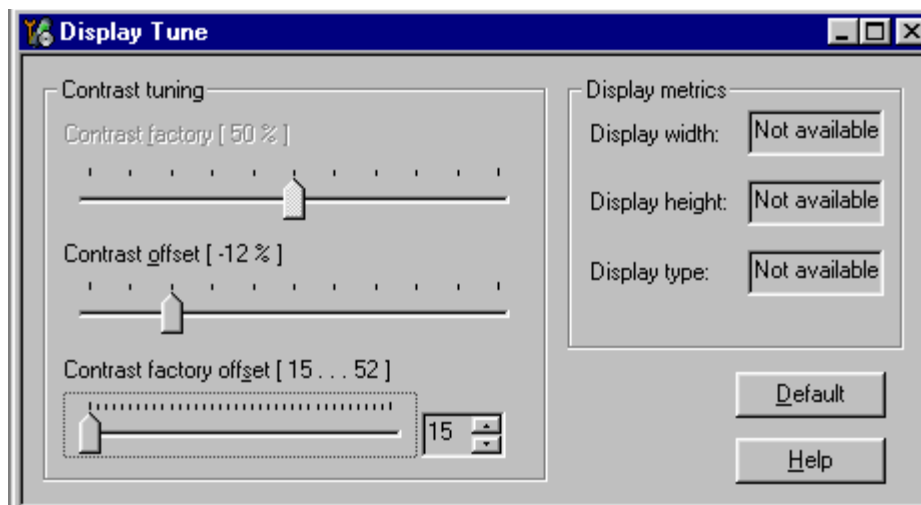 Display Tune
Contrast tuning
Contrast factory [ 50 % ]
Contrast offset [ -12 % ]
Contrast factory offset [ 15 . . . 52 ]
15
Display metrics
Display width: Not available
Display height: Not available
Display type: Not available
Default
Help